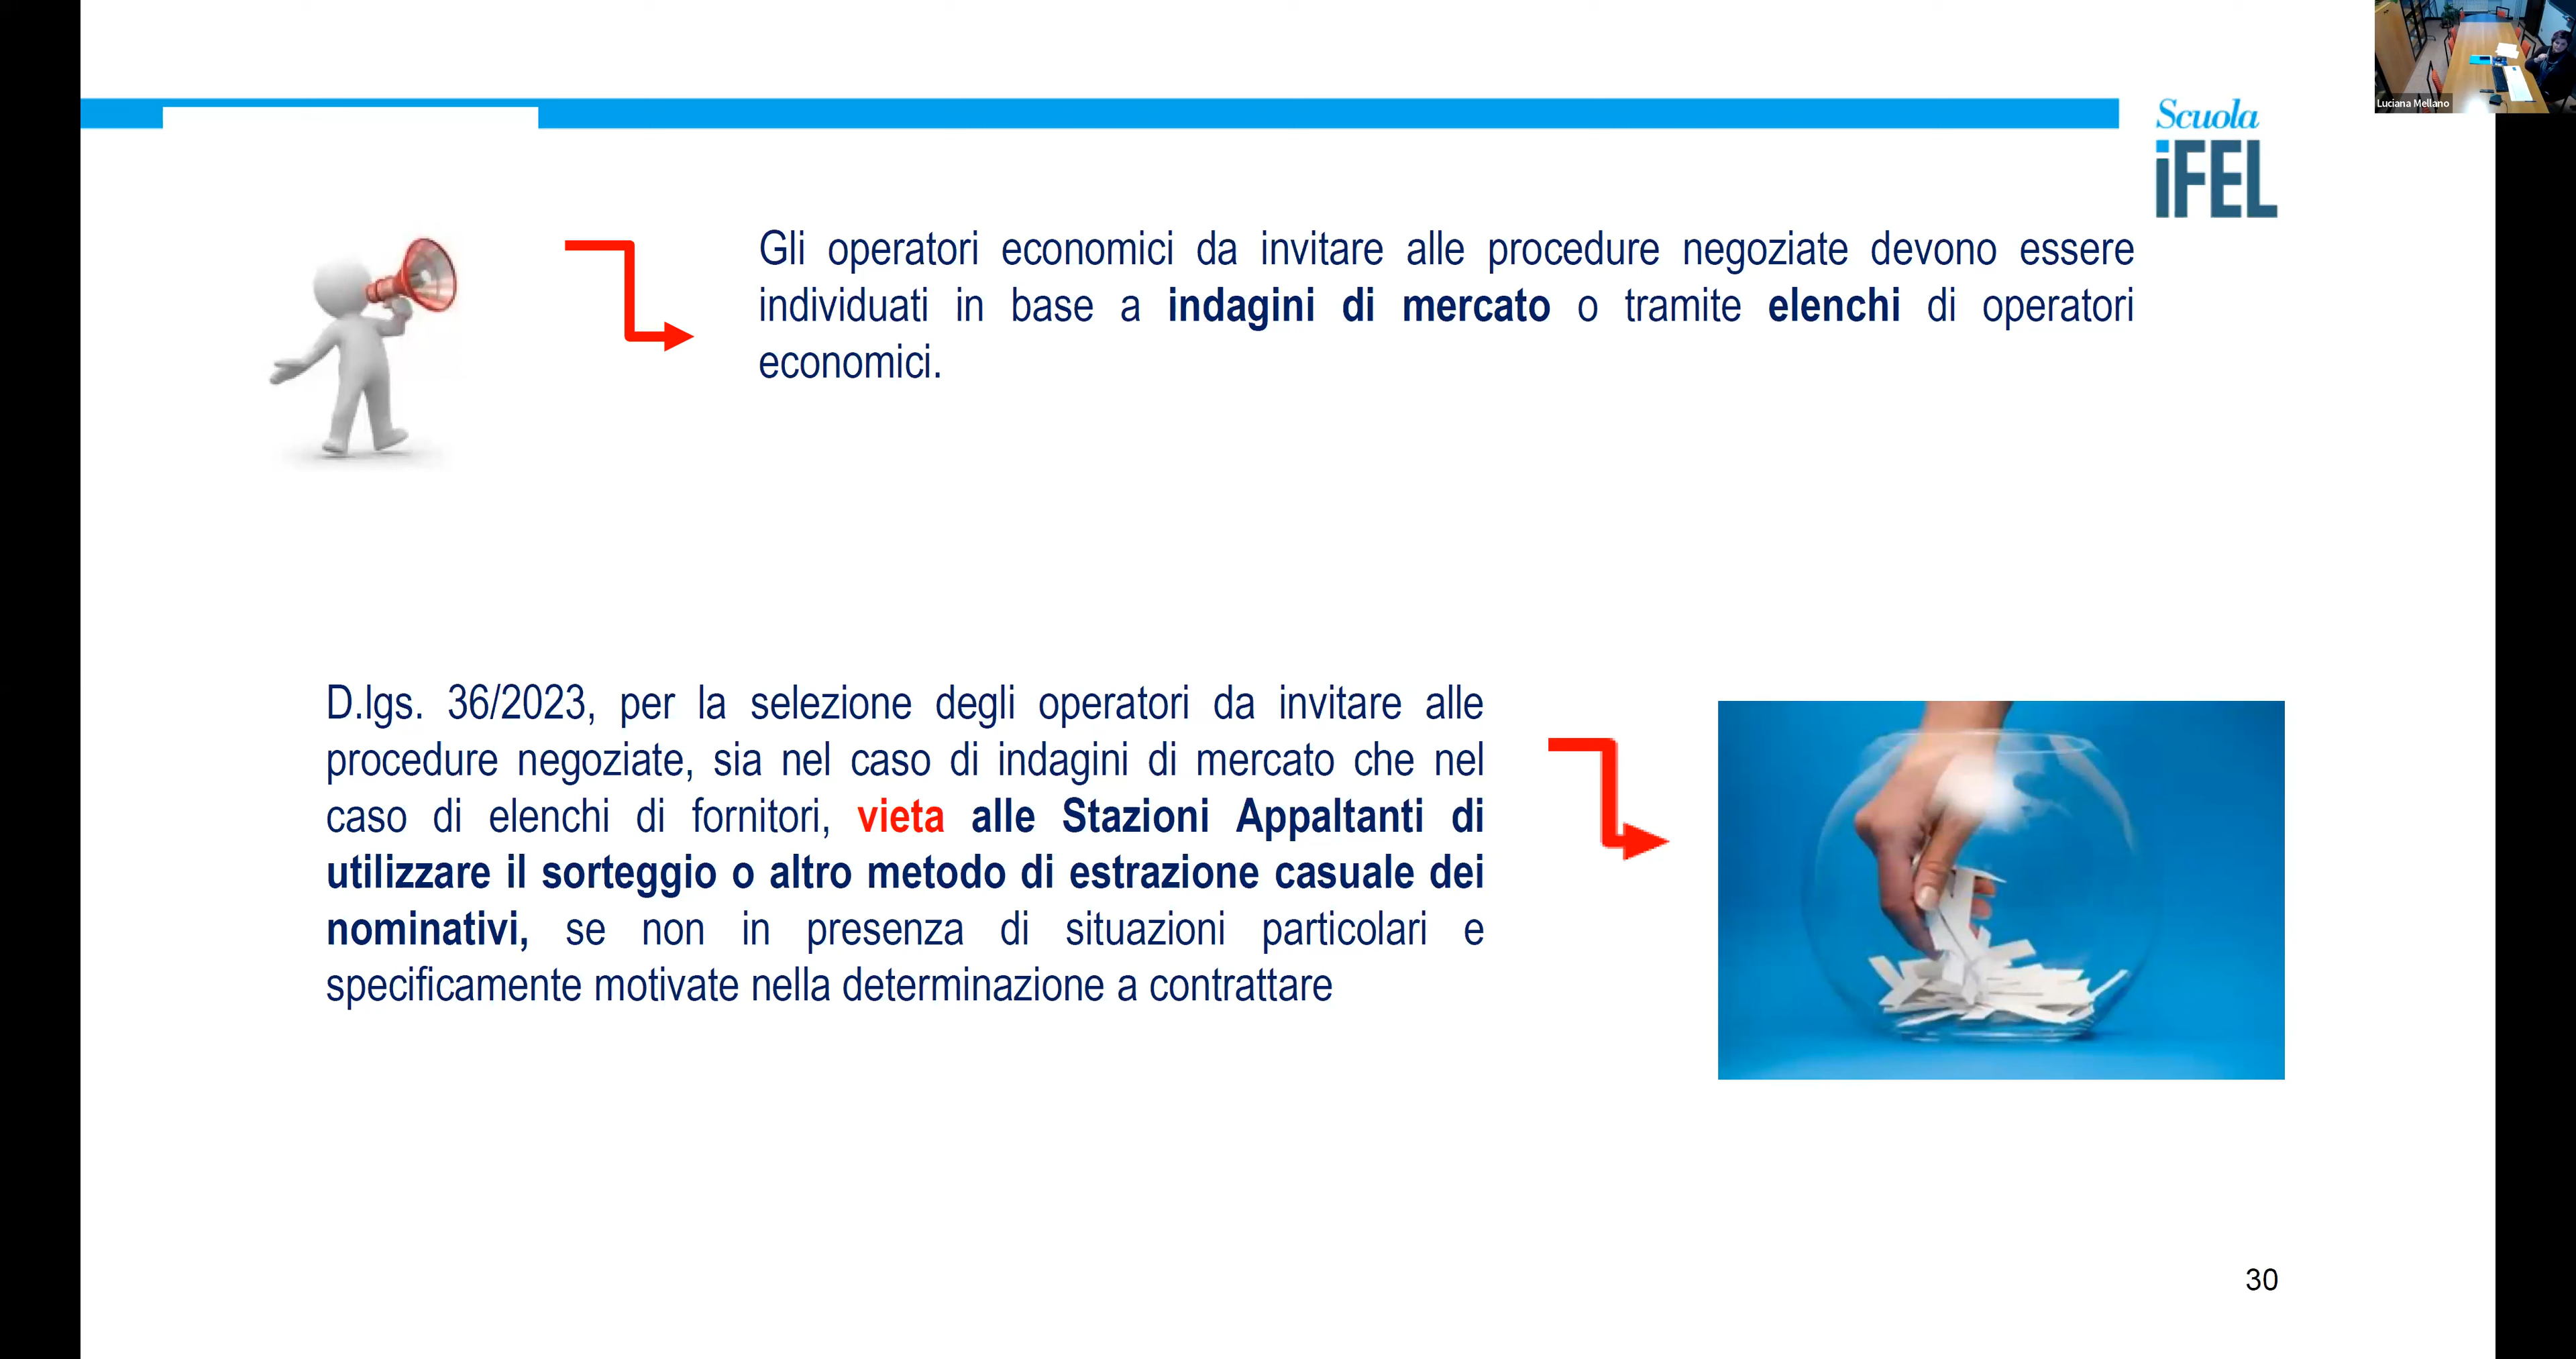 Luciana Mellano
Scuola
iFEL
Gli operatori economici da invitare alle procedure negoziate devono essere
individuati in base a indagini di mercato o tramite elenchi di operatori
economici.
D.lgs. 36/2023, per la selezione degli operatori da invitare alle
procedure negoziate, sia nel caso di indagini di mercato che nel
caso di elenchi di fornitori, vieta alle Stazioni Appaltanti di
utilizzare il sorteggio o altro metodo di estrazione casuale dei
nominativi, se non in presenza di situazioni particolari e
specificamente motivate nella determinazione a contrattare
30